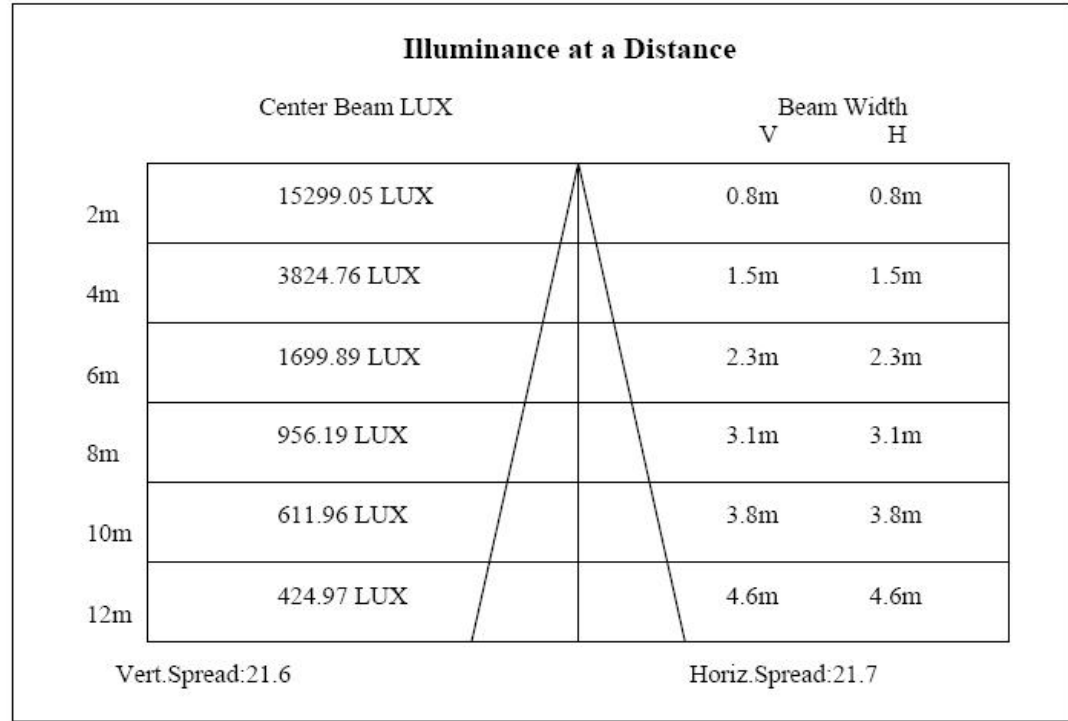 Illuminance at a Distance
Center Beam LUX Beam Width
V H
2m 15299.05 LUX 0.8m 0.8m
4m 3824.76 LUX 1.5m 1.5m
6m 1699.89 LUX 2.3m 2.3m
8m 956.19 LUX 3.1m 3.1m
10m 611.96 LUX 3.8m 3.8m
12m 424.97 LUX 4.6m 4.6m
Vert.Spread:21.6 Horiz.Spread:21.7